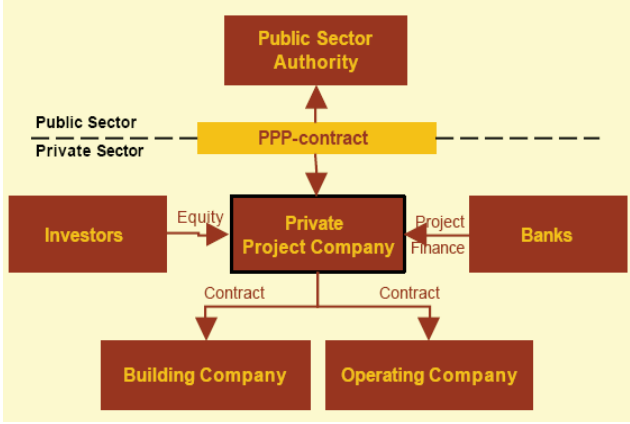 Public Sector
Authority
Public Sector
PPP-contract
Private Sector
Investors
Equity
Private
Project Company
Project
Finance
Banks
Contract
Contract
Building Company
Operating Company